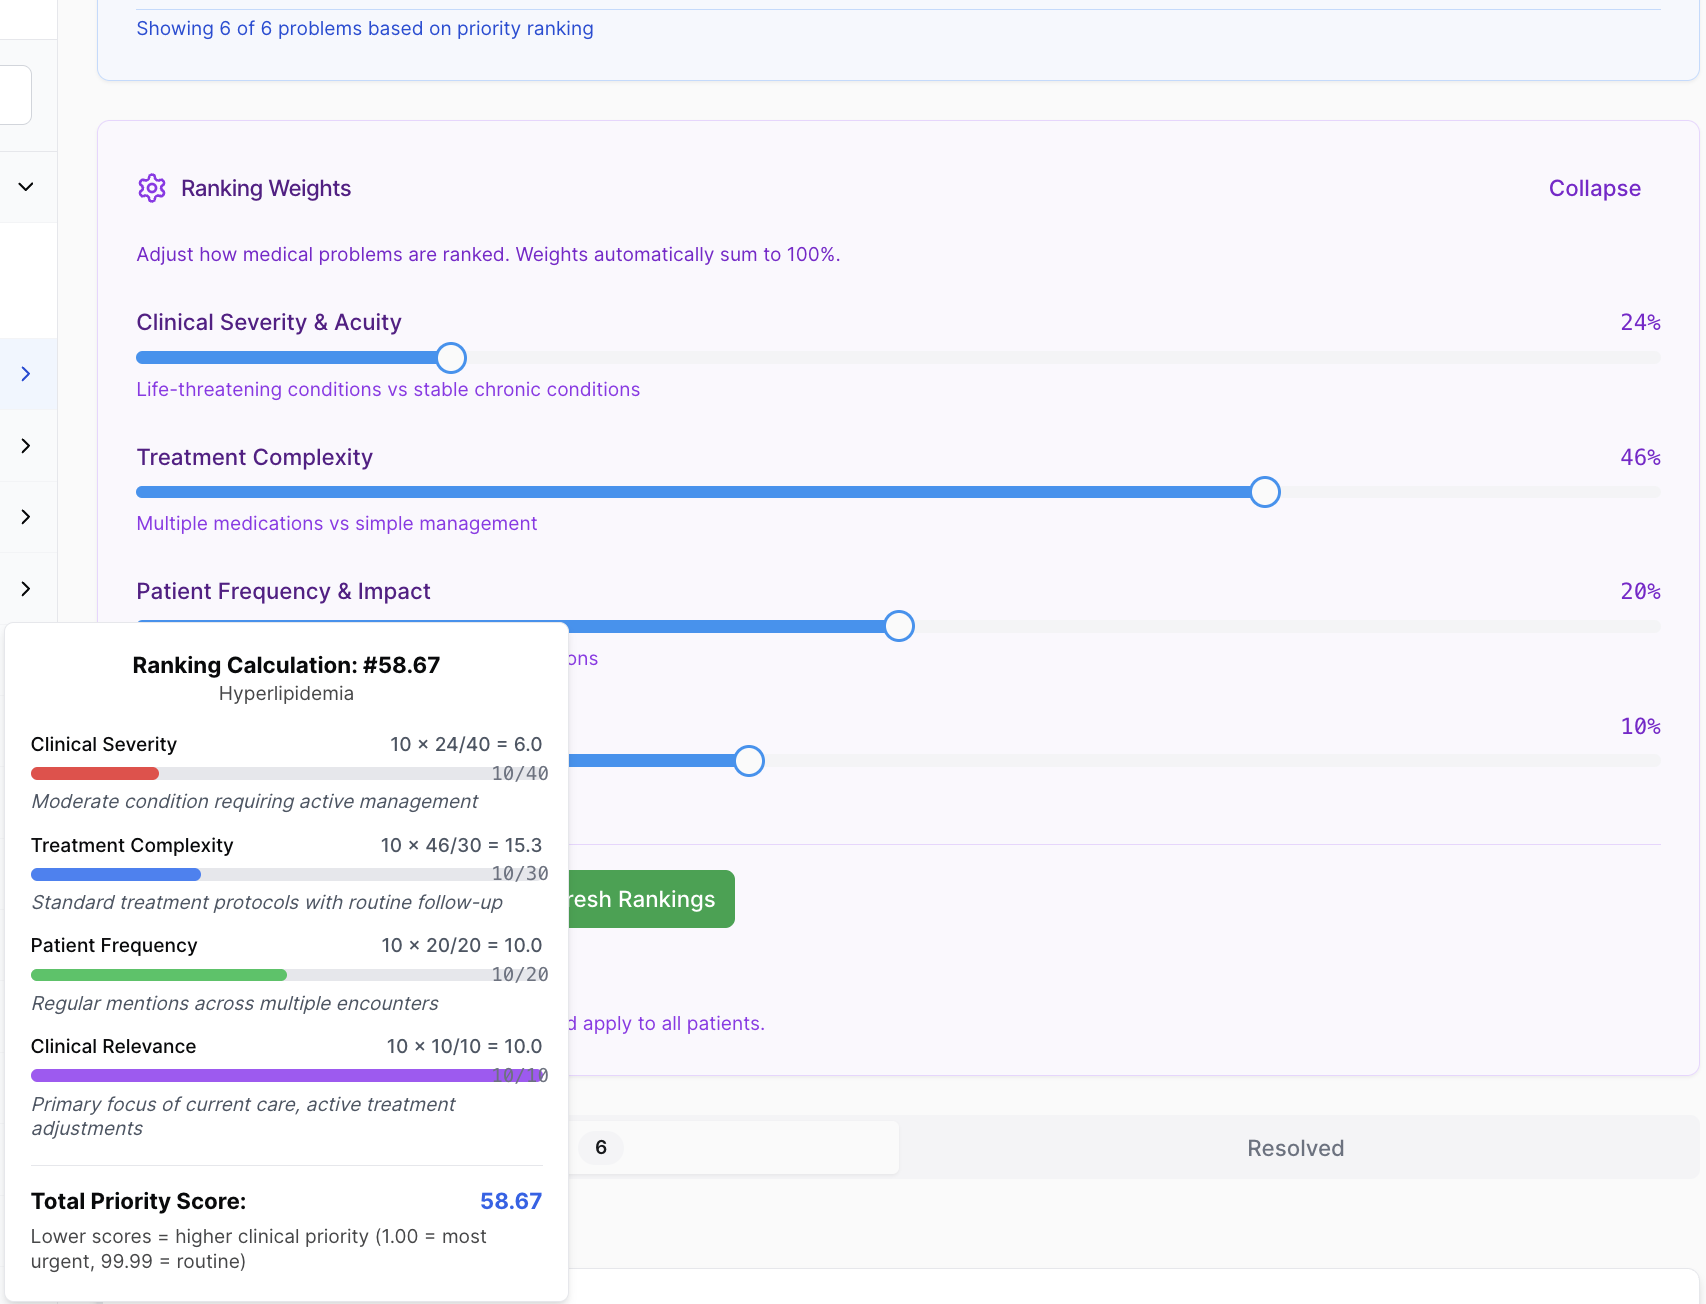 Showing 6 of 6 problems based on priority ranking
Ranking Weights
Collapse
Adjust how medical problems are ranked. Weights automatically sum to 100%.
Clinical Severity & Acuity
24%
Life-threatening conditions vs stable chronic conditions
Treatment Complexity
46%
Multiple medications vs simple management
Patient Frequency & Impact
20%
ons
10%
resh Rankings
d apply to all patients.
6
Resolved
Ranking Calculation: #58.67
Hyperlipidemia
Clinical Severity
10 × 24/40 = 6.0
10/40
Moderate condition requiring active management
Treatment Complexity
10 × 46/30 = 15.3
10/30
Standard treatment protocols with routine follow-up
Patient Frequency
10 × 20/20 = 10.0
10/20
Regular mentions across multiple encounters
Clinical Relevance
10 × 10/10 = 10.0
10/10
Primary focus of current care, active treatment
adjustments
Total Priority Score:
58.67
Lower scores = higher clinical priority (1.00 = most
urgent, 99.99 = routine)